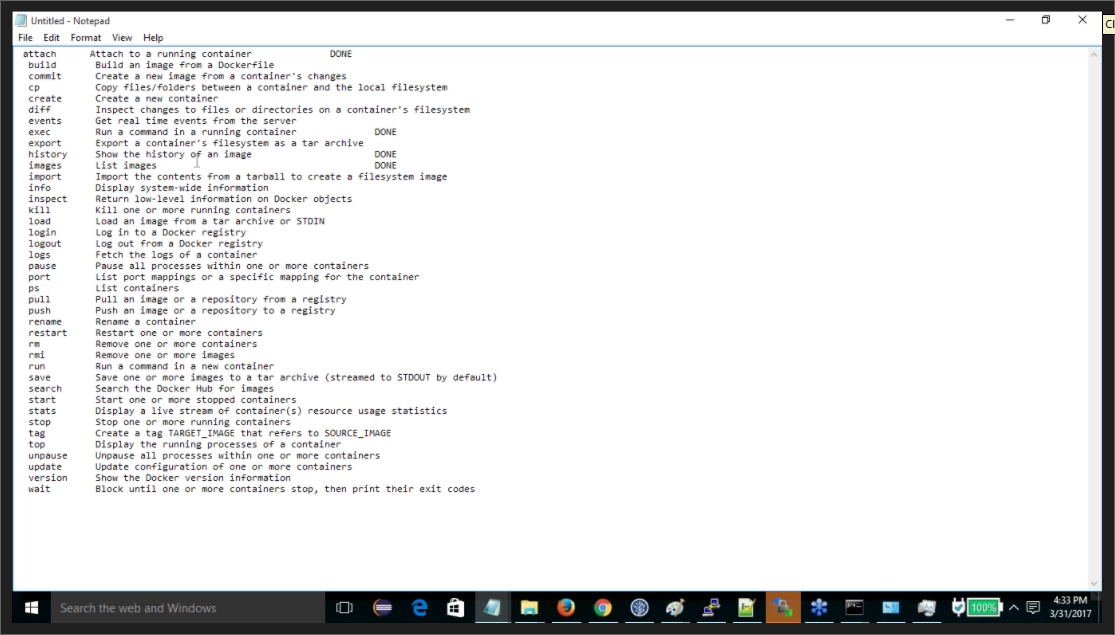 Untitled - Notepad
Cl
File Edit Format View Help
attach Attach to a running container DONE
build Build an image from a Dockerfile
commit Create a new image from a container's changes
cp Copy files/folders between a container and the local filesystem
create Create a new container
diff Inspect changes to files or directories on a container's filesystem
events Get real time events from the server
exec Run a command in a running container DONE
export Export a container's filesystem as a tar archive
history Show the history of an image DONE
images List images DONE
import Import the contents from a tarball to create a filesystem image
info Display system-wide information
inspect Return low-level information on Docker objects
kill Kill one or more running containers
load Load an image from a tar archive or STDIN
login Log in to a Docker registry
logout Log out from a Docker registry
logs Fetch the logs of a container
pause Pause all processes within one or more containers
port List port mappings or a specific mapping for the container
ps List containers
pull Pull an image or a repository from a registry
push Push an image or a repository to a registry
rename Rename a container
restart Restart one or more containers
rm Remove one or more containers
rmi Remove one or more images
run Run a command in a new container
save Save one or more images to a tar archive (streamed to STDOUT by default)
search Search the Docker Hub for images
start Start one or more stopped containers
stats Display a live stream of container(s) resource usage statistics
stop Stop one or more running containers
tag Create a tag TARGET_IMAGE that refers to SOURCE_IMAGE
top Display the running processes of a container
unpause Unpause all processes within one or more containers
update Update configuration of one or more containers
version Show the Docker version information
wait Block until one or more containers stop, then print their exit codes
Search the web and Windows
100%
4:33 PM
3/31/2017